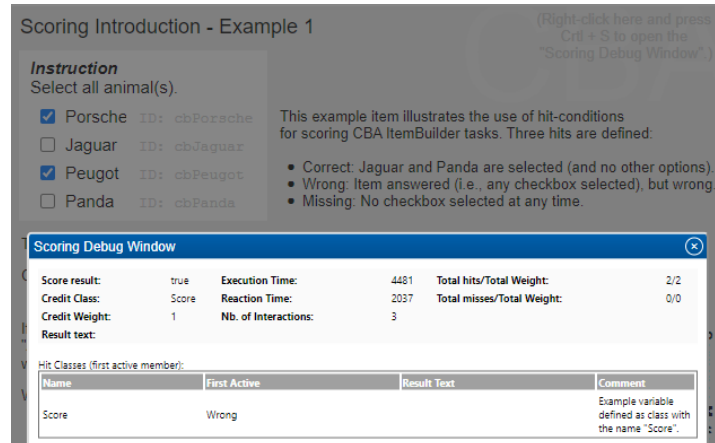 Scoring Introduction - Example 1
(Right-click here and press
Crtl + S to open the
"Scoring Debug Window".)
Instruction
Select all animal(s).
Porsche ID: cbPorsche
Jaguar ID: cbJaguar
Peugot ID: cbPeugot
Panda ID: cbPanda
This example item illustrates the use of hit-conditions
for scoring CBA ItemBuilder tasks. Three hits are defined:
• Correct: Jaguar and Panda are selected (and no other options).
• Wrong: Item answered (i.e., any checkbox selected), but wrong.
• Missing: No checkbox selected at any time.
Scoring Debug Window
Score result: true Execution Time: 4481 Total hits/Total Weight: 2/2
Credit Class: Score Reaction Time: 2037 Total misses/Total Weight: 0/0
Credit Weight: 1 Nb. of Interactions: 3
Result text:
Hit Classes (first active member):
Name First Active Result Text Comment
Score Wrong Example variable
defined as class with
the name "Score".